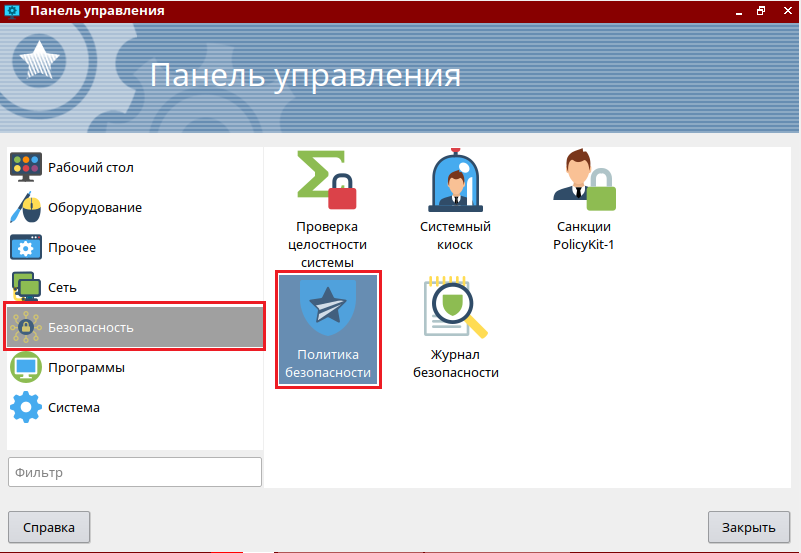 Панель управления
Панель управления
Рабочий стол
Оборудование
Прочее
Сеть
Безопасность
Программы
Система
Фильтр
Проверка
целостности
системы
Системный
киоск
Санкции
PolicyKit-1
Политика
безопасности
Журнал
безопасности
Справка
Закрыть